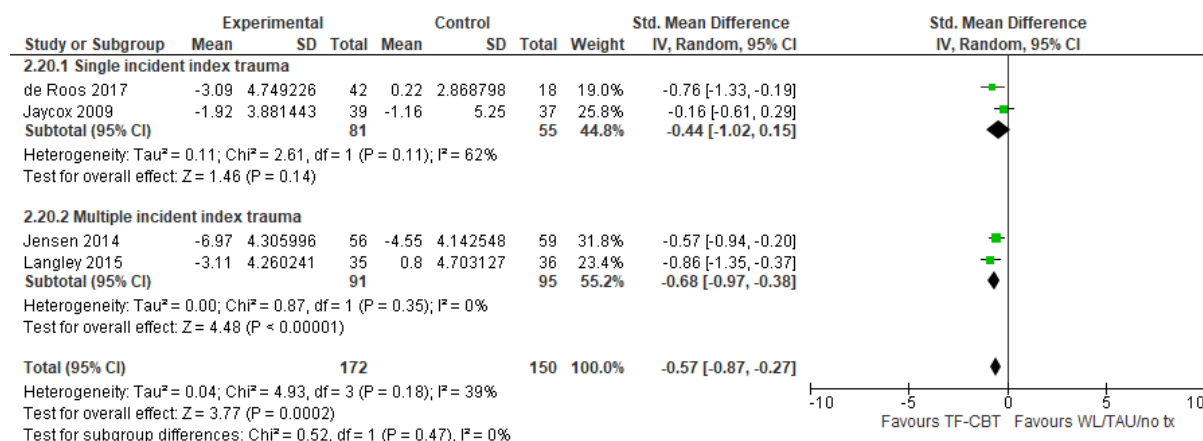 Experimental Control Std. Mean Difference Std. Mean Difference
Study or Subgroup Mean SD Total Mean SD Total Weight IV, Random, 95% CI IV, Random, 95% CI
2.20.1 Single incident index trauma
de Roos 2017 -3.09 4.749226 42 0.22 2.868798 18 19.0% -0.76 [-1.33, -0.19]
Jaycox 2009 -1.92 3.881443 39 -1.16 5.25 37 25.8% -0.16 [-0.61, 0.29]
Subtotal (95% CI) 81 55 44.8% -0.44 [-1.02, 0.15]
Heterogeneity: Tau² = 0.11; Chi² = 2.61, df = 1 (P = 0.11); I² = 62%
Test for overall effect: Z = 1.46 (P = 0.14)
2.20.2 Multiple incident index trauma
Jensen 2014 -6.97 4.305996 56 -4.55 4.142548 59 31.8% -0.57 [-0.94, -0.20]
Langley 2015 -3.11 4.260241 35 0.8 4.703127 36 23.4% -0.86 [-1.35, -0.37]
Subtotal (95% CI) 91 95 55.2% -0.68 [-0.97, -0.38]
Heterogeneity: Tau² = 0.00; Chi² = 0.87, df = 1 (P = 0.35); I² = 0%
Test for overall effect: Z = 4.48 (P < 0.00001)
Total (95% CI) 172 150 100.0% -0.57 [-0.87, -0.27]
Heterogeneity: Tau² = 0.04; Chi² = 4.93, df = 3 (P = 0.18); I² = 39%
Test for overall effect: Z = 3.77 (P = 0.0002)
Test for subgroup differences: Chi² = 0.52, df = 1 (P = 0.47), I² = 0%
-10 -5 0 5 10
Favours TF-CBT Favours WL/TAU/no tx